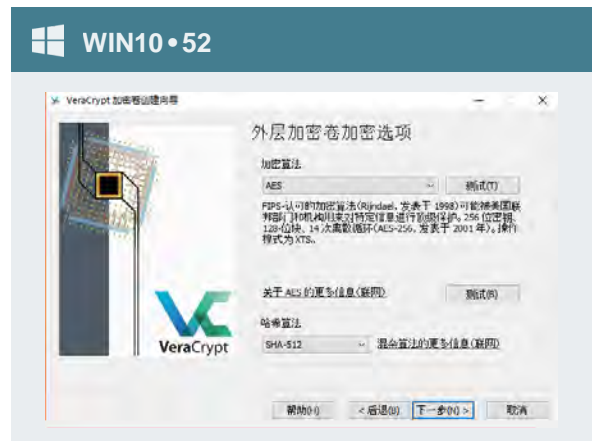 WIN10•52
VeraCrypt 加密卷创建向导
外层加密卷加密选项
加密算法
AES
测试(T)
FIPS-认可的加密算法(Rijndael, 发表于 1998)可能被美国联
邦部门和机构用来对特定信息进行顶级保护。256 位密钥,
128-位块, 14 次离散循环(AES-256, 发表于 2001 年)。操作
模式为 XTS。
关于 AES 的更多信息(联网)
测试(B)
哈希算法
SHA-512
混杂算法的更多信息(联网)
VeraCrypt
帮助(H)
< 后退(B)
下一步(N) >
取消